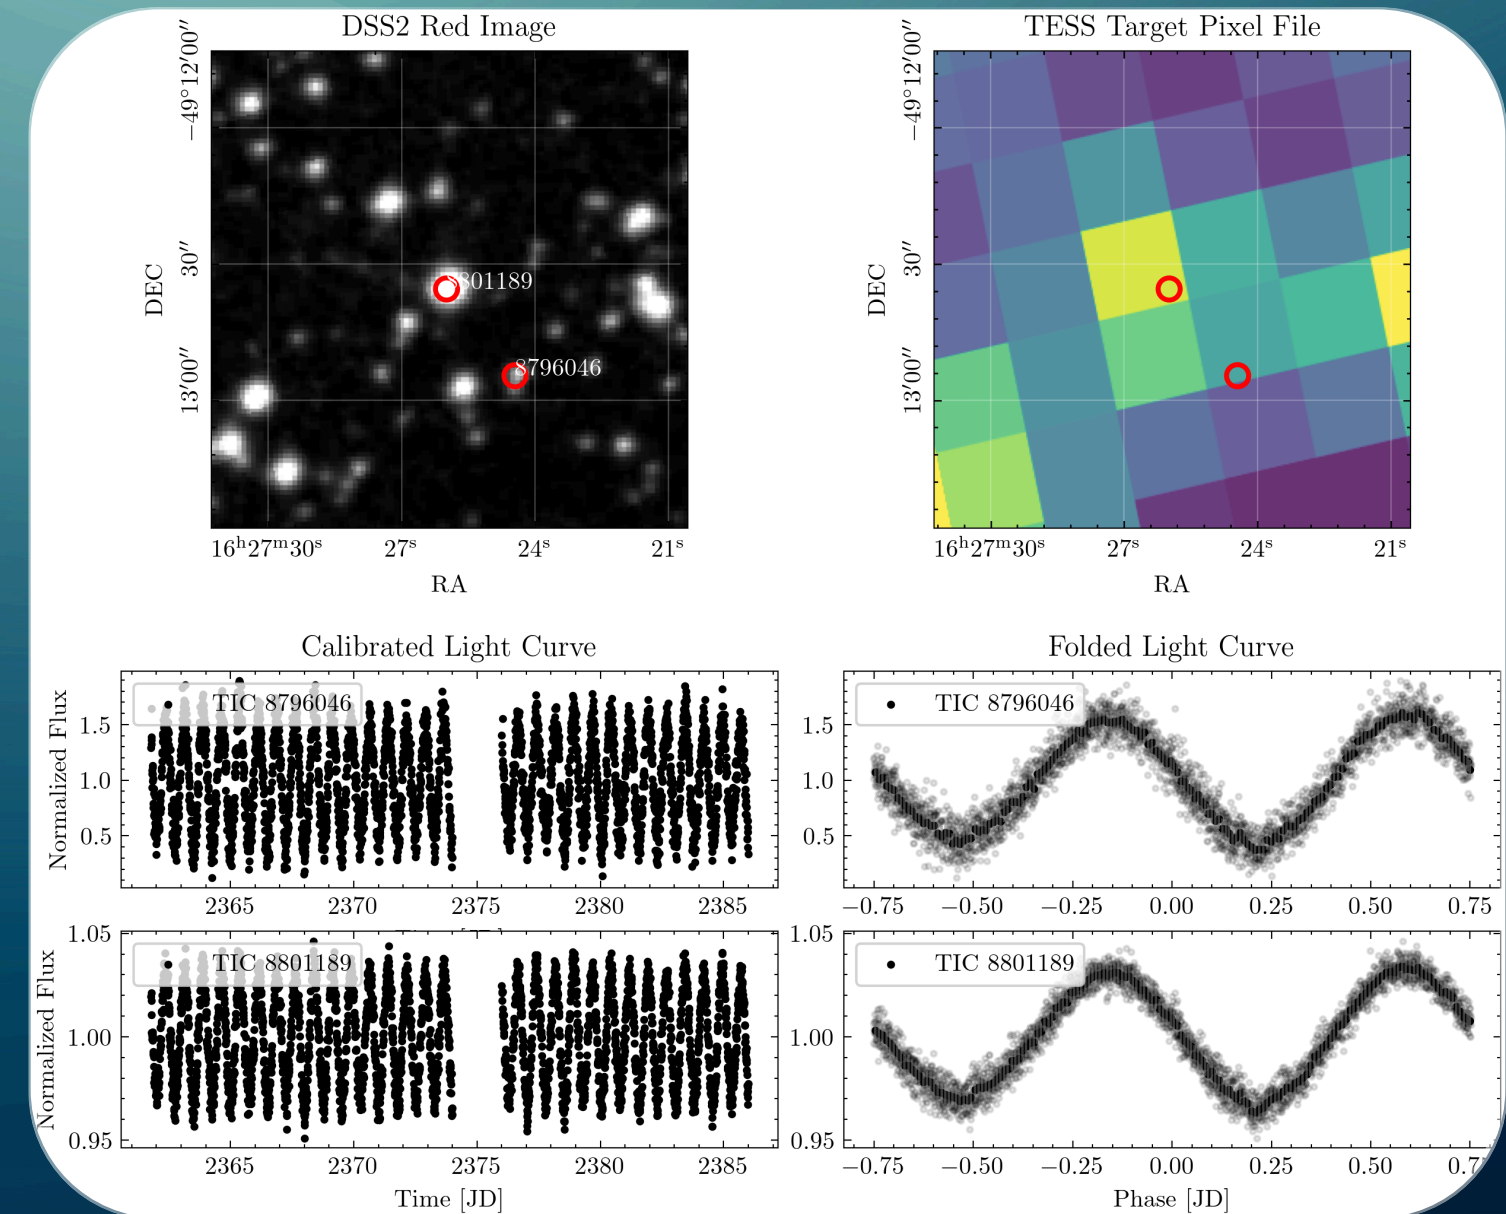 DSS2 Red Image
TESS Target Pixel File
−49°12′00″
30″
13′00″
DEC
8801189
8796046
16ʰ27ᵐ30ˢ
27ˢ
24ˢ
21ˢ
RA
−49°12′00″
30″
13′00″
DEC
16ʰ27ᵐ30ˢ
27ˢ
24ˢ
21ˢ
RA
Calibrated Light Curve
Folded Light Curve
Normalized Flux
1.5
1.0
0.5
TIC 8796046
2365 2370 2375 2380 2385
1.5
1.0
0.5
TIC 8796046
−0.75 −0.50 −0.25 0.00 0.25 0.50 0.75
Normalized Flux
1.05
1.00
0.95
TIC 8801189
2365 2370 2375 2380 2385
Time [JD]
1.05
1.00
0.95
TIC 8801189
−0.75 −0.50 −0.25 0.00 0.25 0.50
Phase [JD]